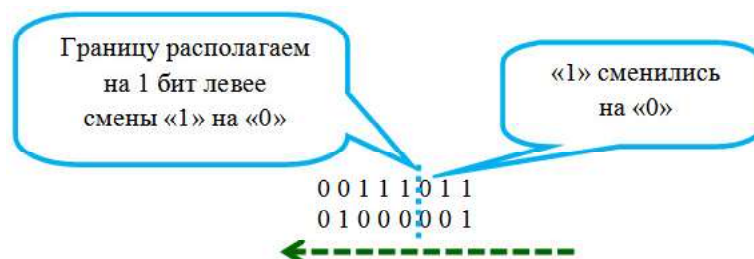 Границу располагаем
на 1 бит левее
смены «1» на «0»
«1» сменились
на «0»
0 0 1 1 1 0 1 1
0 1 0 0 0 0 0 1